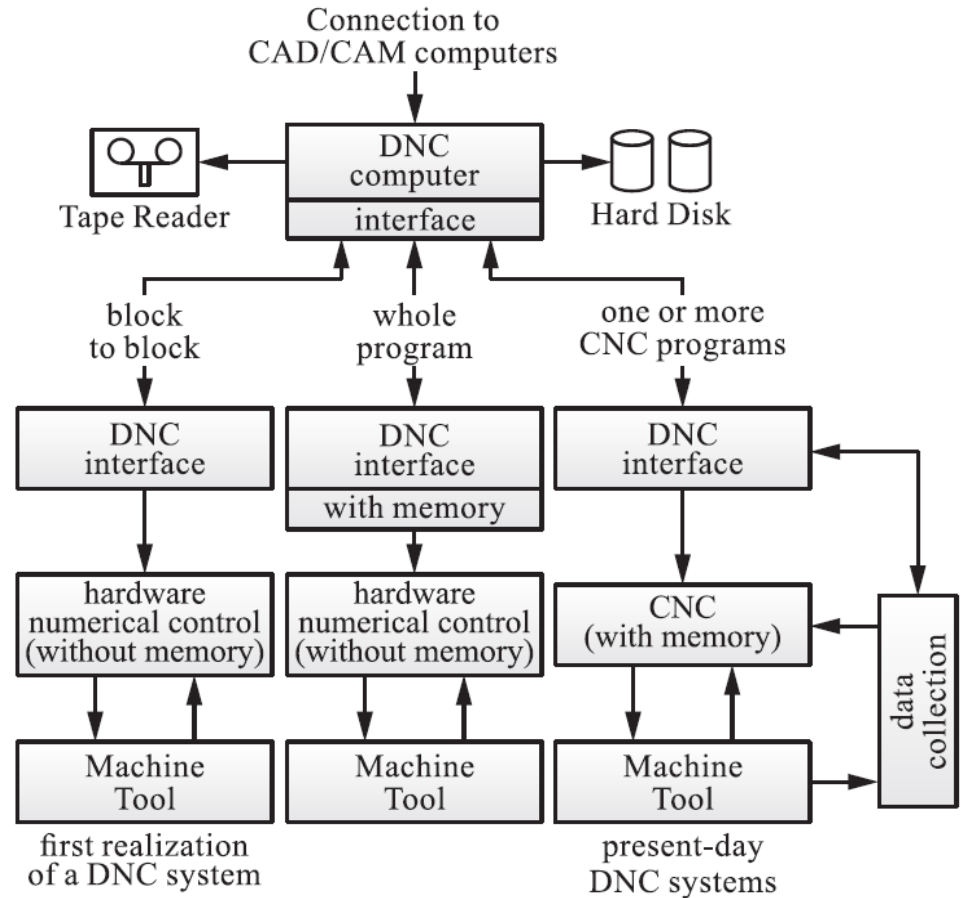 Connection to
CAD/CAM computers
DNC
computer
interface
Tape Reader
Hard Disk
block
to block
whole
program
one or more
CNC programs
DNC
interface
DNC
interface
with memory
DNC
interface
hardware
numerical control
(without memory)
hardware
numerical control
(without memory)
CNC
(with memory)
data
collection
Machine
Tool
Machine
Tool
Machine
Tool
first realization
of a DNC system
present-day
DNC systems